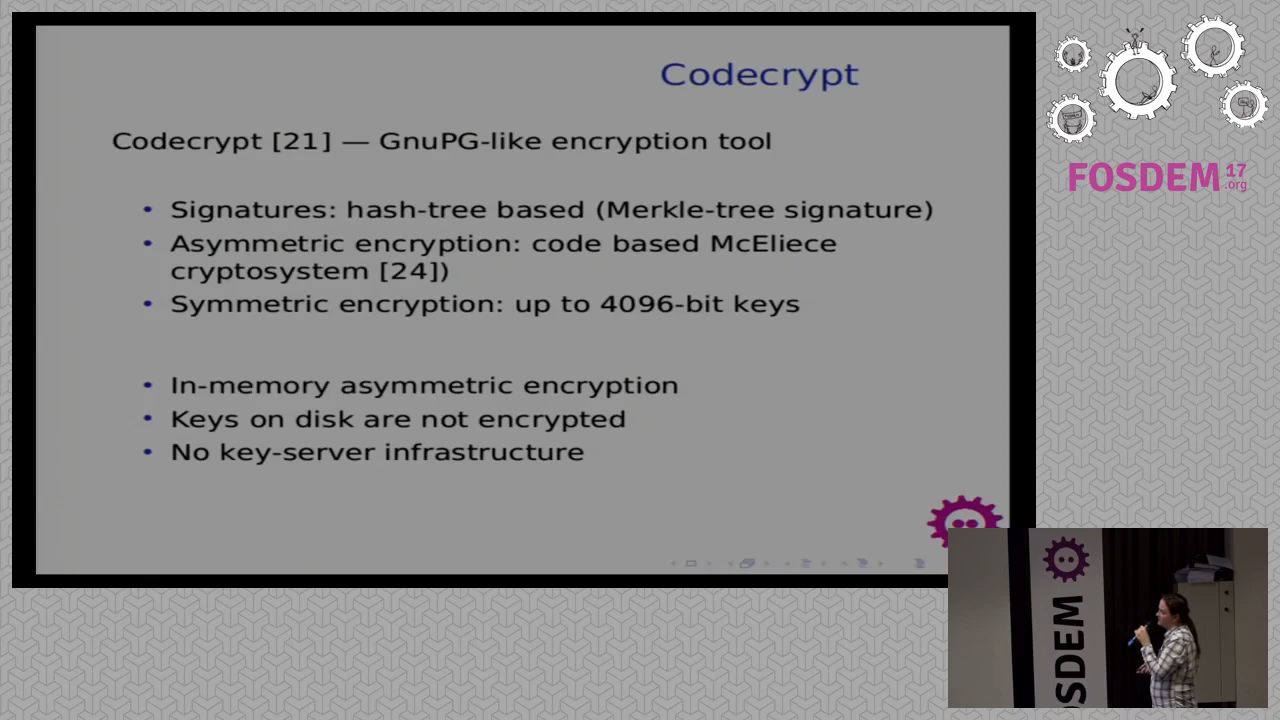 Codecrypt
Codecrypt [21] — GnuPG-like encryption tool
• Signatures: hash-tree based (Merkle-tree signature)
• Asymmetric encryption: code based McEliece
cryptosystem [24])
• Symmetric encryption: up to 4096-bit keys
• In-memory asymmetric encryption
• Keys on disk are not encrypted
• No key-server infrastructure
FOSDEM 17
.org
OSDEM